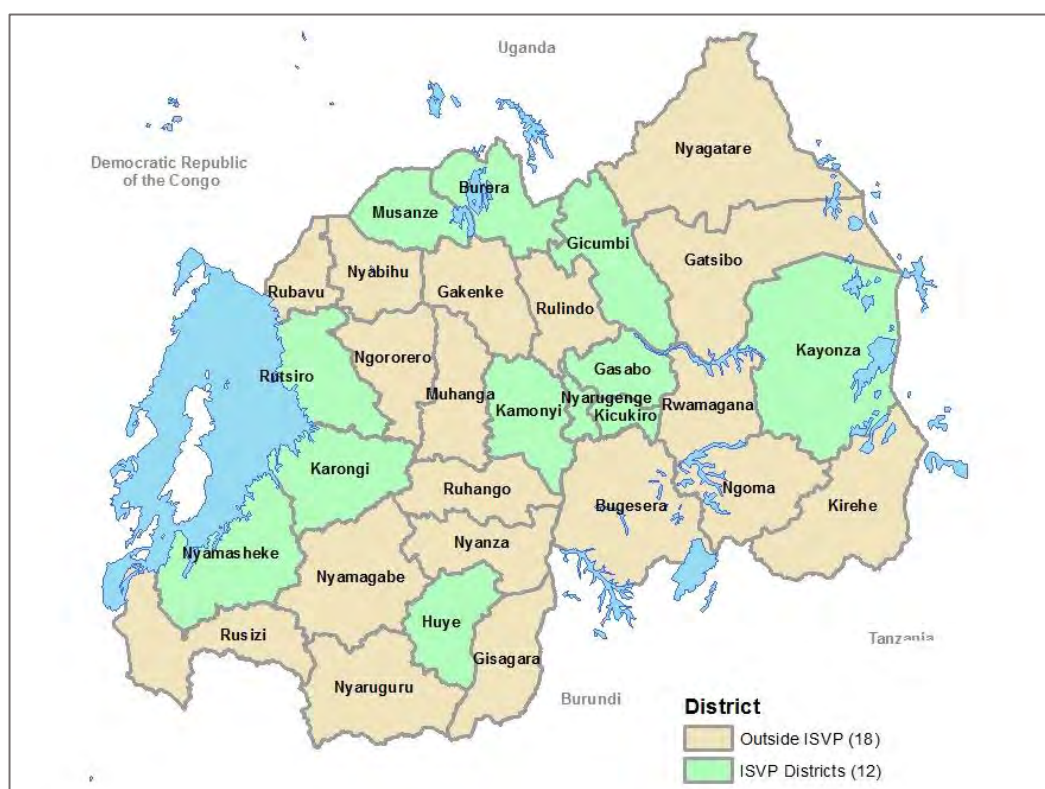 Uganda
Democratic Republic
of the Congo
Nyagatare
Burera
Musanze
Gicumbi
Gatsibo
Nyabihu
Rubavu
Gakenke
Rulindo
Kayonza
Ngororero
Gasabo
Rutsiro
Muhanga
Nyarugenge
Kamonyi
Kicukiro
Rwamagana
Karongi
Ruhango
Ngoma
Bugesera
Kirehe
Nyanza
Nyamasheke
Nyamagabe
Huye
Rusizi
Tanzania
Gisagara
Nyaruguru
Burundi
District
Outside ISVP (18)
ISVP Districts (12)